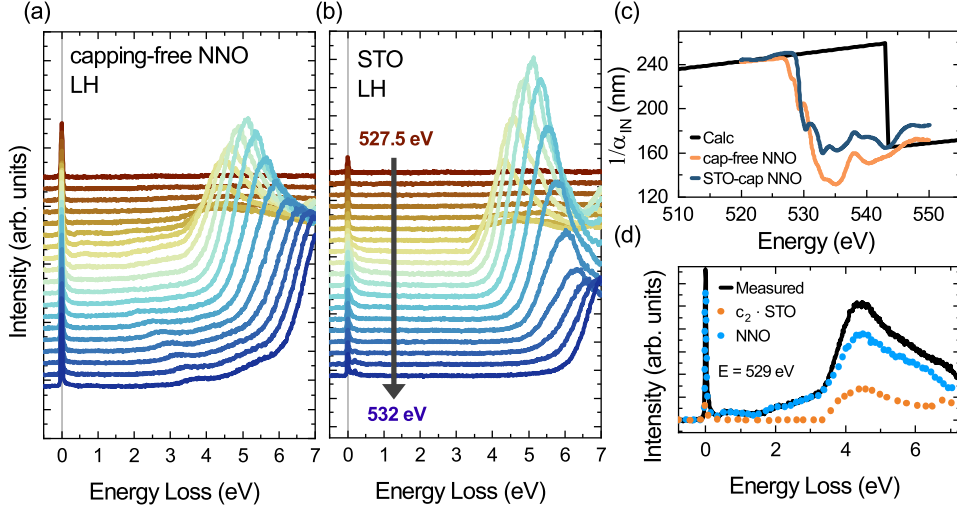 (a)
capping-free NNO
LH
Intensity (arb. units)
0 1 2 3 4 5 6 7
Energy Loss (eV)
(b)
STO
LH
527.5 eV
532 eV
0 1 2 3 4 5 6 7
Energy Loss (eV)
(c)
240
200
160
120
1/α_IN (nm)
Calc
cap-free NNO
STO-cap NNO
510 520 530 540 550
Energy (eV)
(d)
Intensity (arb. units)
Measured
c₂ · STO
NNO
E = 529 eV
0 2 4 6
Energy Loss (eV)